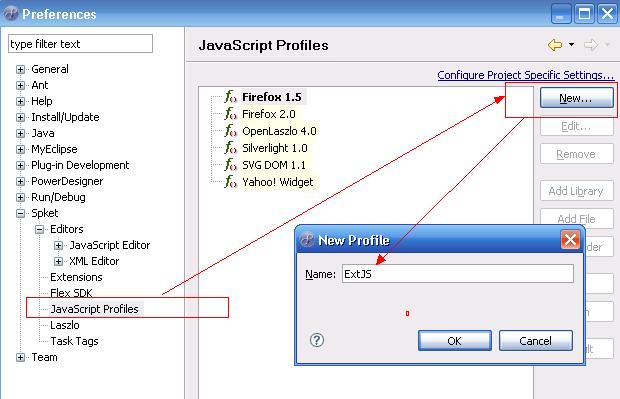 Preferences
type filter text
JavaScript Profiles
General
Ant
Help
Install/Update
Java
MyEclipse
Plug-in Development
PowerDesigner
Run/Debug
Spket
Editors
JavaScript Editor
XML Editor
Extensions
Flex SDK
JavaScript Profiles
Laszlo
Task Tags
Team
Configure Project Specific Settings...
Firefox 1.5
Firefox 2.0
OpenLaszlo 4.0
Silverlight 1.0
SVG DOM 1.1
Yahoo! Widget
New...
Edit...
Remove
Add Library
Add File
New Profile
Name:
ExtJS
OK
Cancel